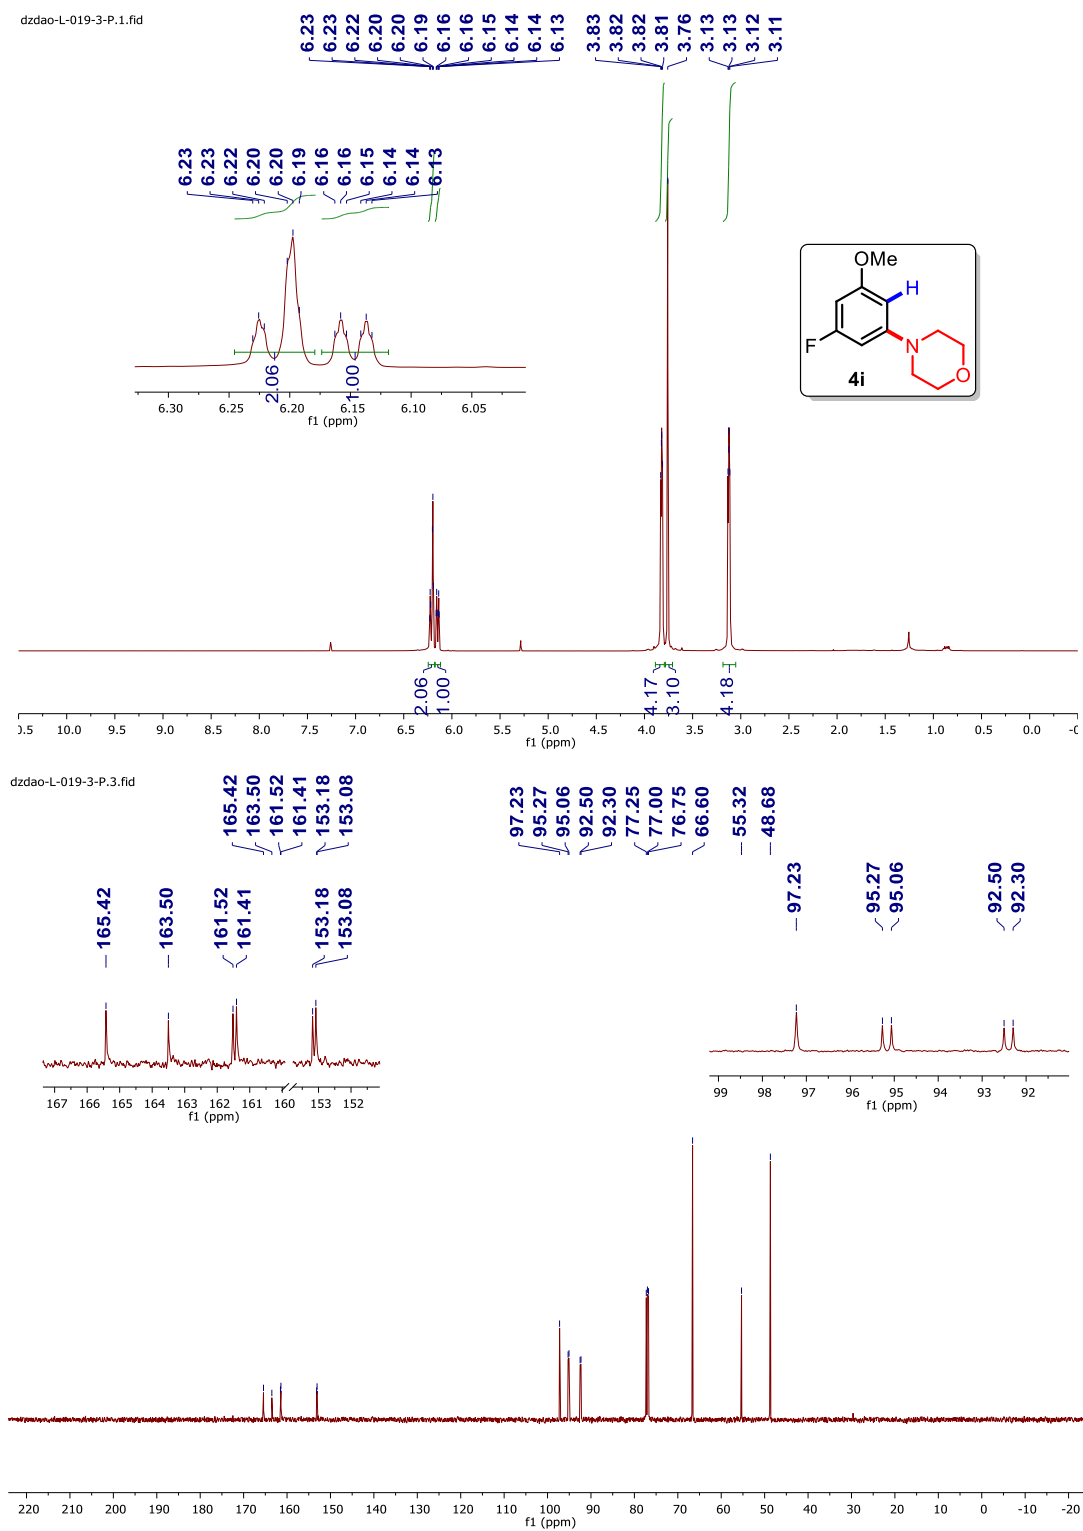 dzdao-L-019-3-P.1.fid
6.23 6.23 6.22 6.20 6.20 6.19 6.16 6.16 6.15 6.14 6.14 6.13 3.83 3.82 3.82 3.81 3.76 3.13 3.13 3.12 3.11
6.23 6.23 6.22 6.20 6.20 6.19 6.16 6.16 6.15 6.14 6.14 6.13
OMe
H
F
N
O
4i
2.06 1.00
6.30 6.25 6.20 6.15 6.10 6.05
f1 (ppm)
2.06 1.00 4.17 3.10 4.18
.5 10.0 9.5 9.0 8.5 8.0 7.5 7.0 6.5 6.0 5.5 5.0 4.5 4.0 3.5 3.0 2.5 2.0 1.5 1.0 0.5 0.0 -0
f1 (ppm)
dzdao-L-019-3-P.3.fid
165.42 163.50 161.52 161.41 153.18 153.08 97.23 95.27 95.06 92.50 92.30 77.25 77.00 76.75 66.60 55.32 48.68
165.42 163.50 161.52 161.41 153.18 153.08
97.23 95.27 95.06 92.50 92.30
167 166 165 164 163 162 161 160 153 152
f1 (ppm)
99 98 97 96 95 94 93 92
f1 (ppm)
220 210 200 190 180 170 160 150 140 130 120 110 100 90 80 70 60 50 40 30 20 10 0 -10 -20
f1 (ppm)